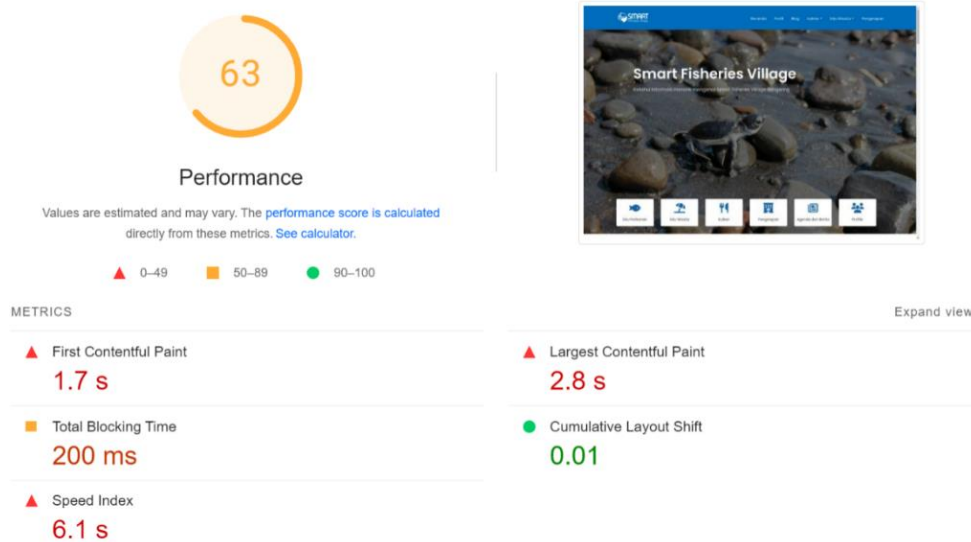 63
Performance
Values are estimated and may vary. The performance score is calculated
directly from these metrics. See calculator.
0–49
50–89
90–100
SMART
Smart Fisheries Village
METRICS
Expand view
First Contentful Paint
1.7 s
Largest Contentful Paint
2.8 s
Total Blocking Time
200 ms
Cumulative Layout Shift
0.01
Speed Index
6.1 s